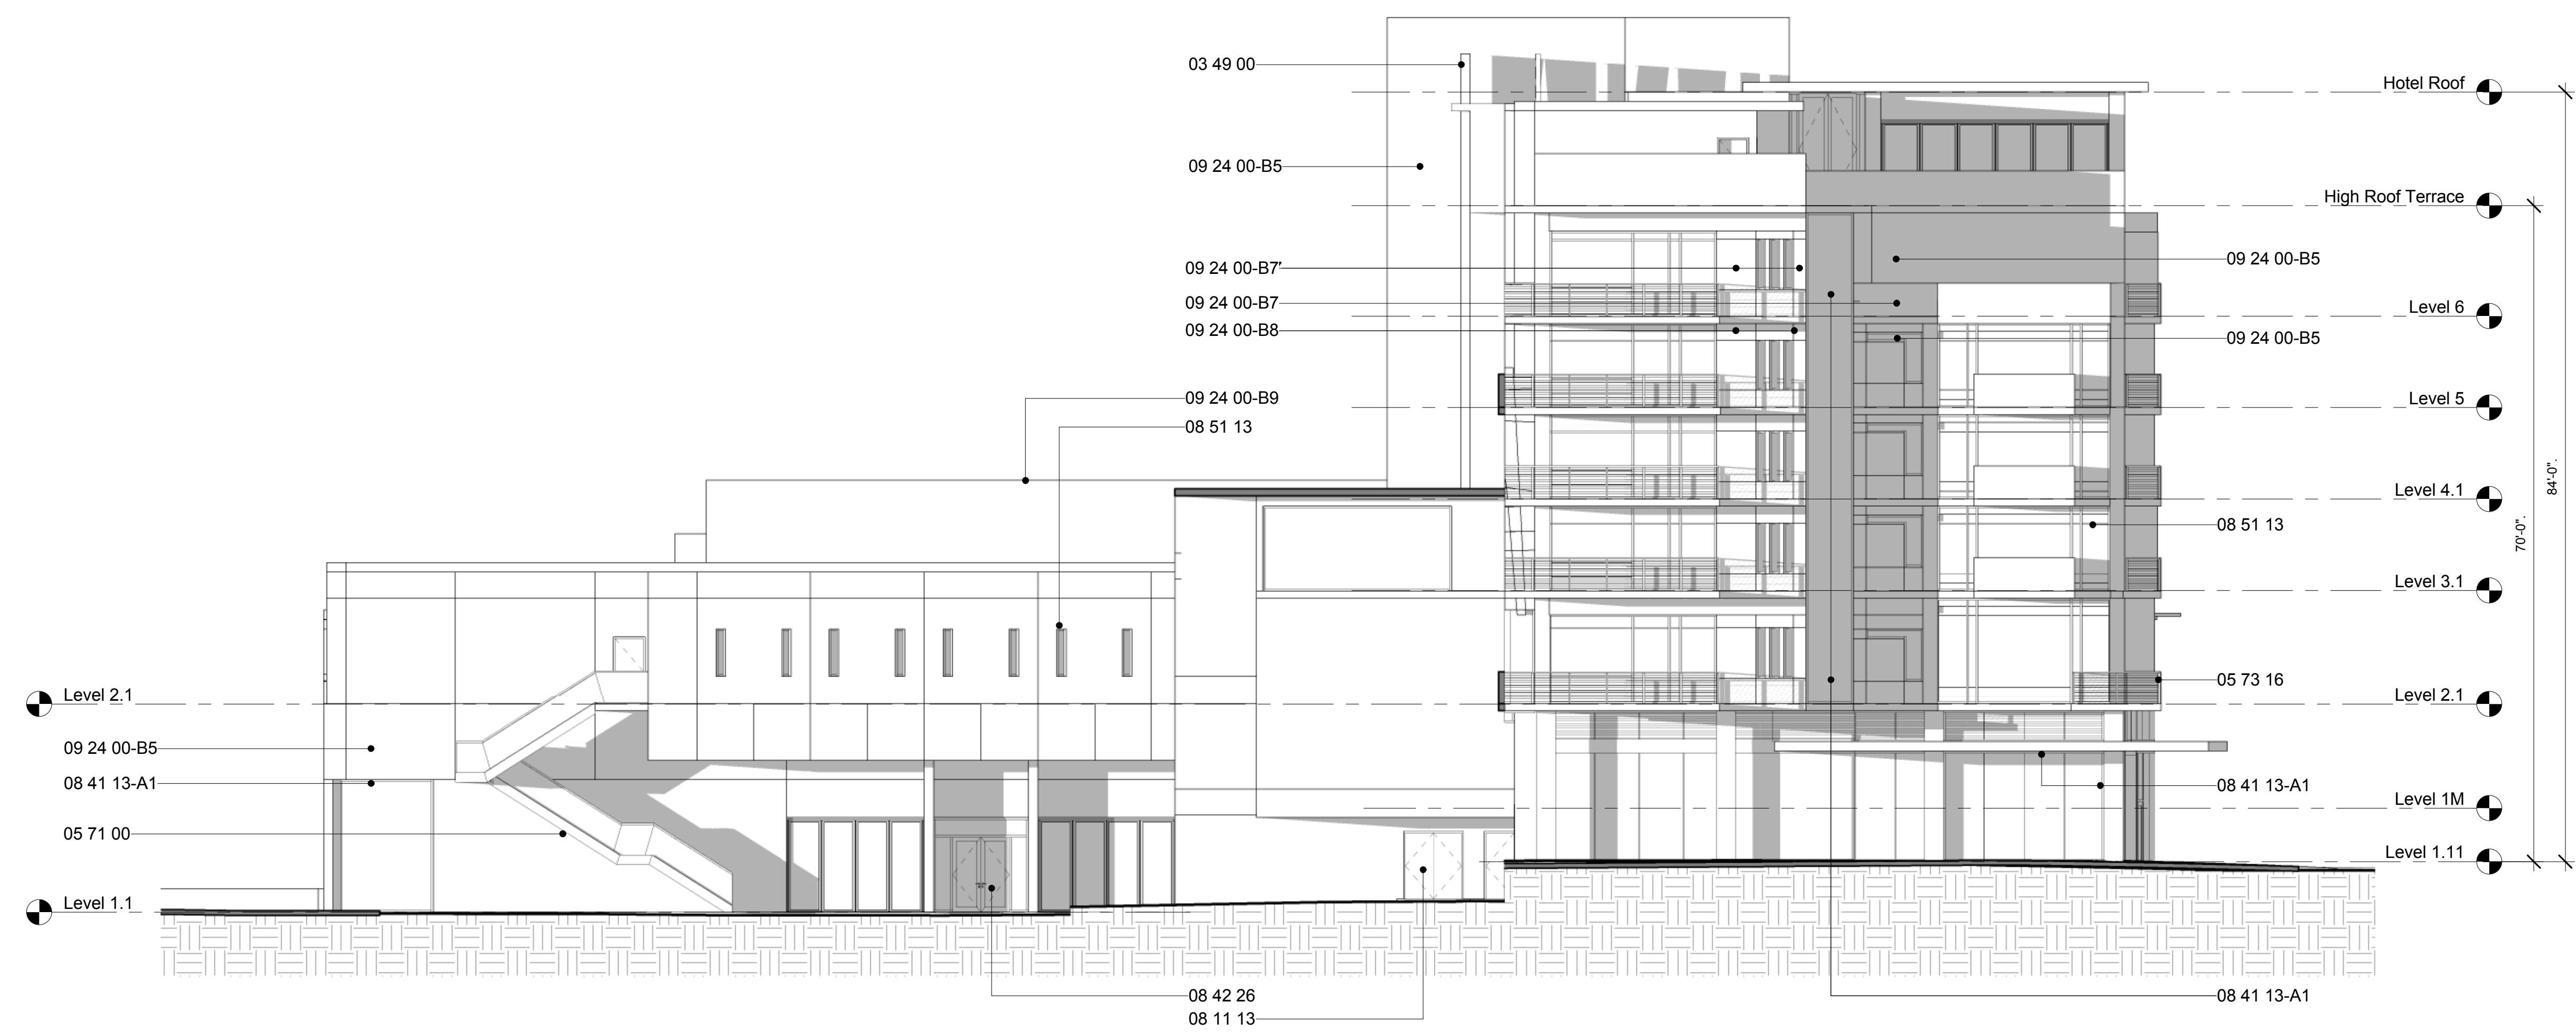 03 49 00
Hotel Roof
09 24 00-B5
High Roof Terrace
09 24 00-B5
09 24 00-B7'
09 24 00-B7
Level 6
09 24 00-B8
09 24 00-B5
09 24 00-B9
Level 5
08 51 13
84'-0".
Level 4.1
08 51 13
70'-0".
Level 3.1
05 73 16
Level 2.1
Level 2.1
09 24 00-B5
08 41 13-A1
08 41 13-A1
Level 1M
05 71 00
Level 1.11
Level 1.1
08 42 26
08 41 13-A1
08 11 13